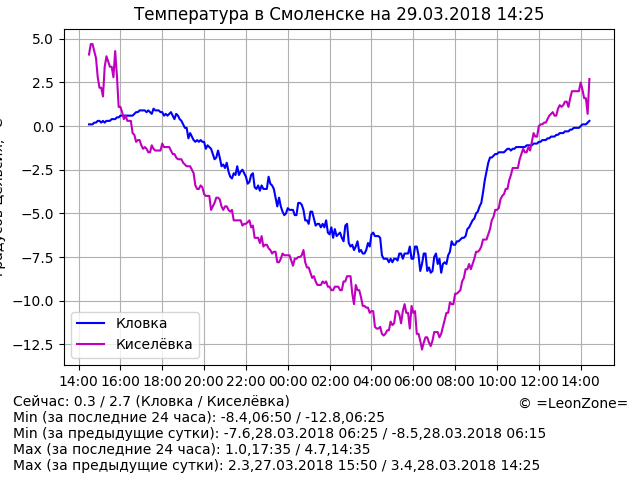 Температура в Смоленске на 29.03.2018 14:25
5.0
2.5
0.0
−2.5
−5.0
−7.5
−10.0
−12.5
Кловка
Киселёвка
14:00 16:00 18:00 20:00 22:00 00:00 02:00 04:00 06:00 08:00 10:00 12:00 14:00
Сейчас: 0.3 / 2.7 (Кловка / Киселёвка)
© =LeonZone=
Min (за последние 24 часа): -8.4,06:50 / -12.8,06:25
Min (за предыдущие сутки): -7.6,28.03.2018 06:25 / -8.5,28.03.2018 06:15
Max (за последние 24 часа): 1.0,17:35 / 4.7,14:35
Max (за предыдущие сутки): 2.3,27.03.2018 15:50 / 3.4,28.03.2018 14:25